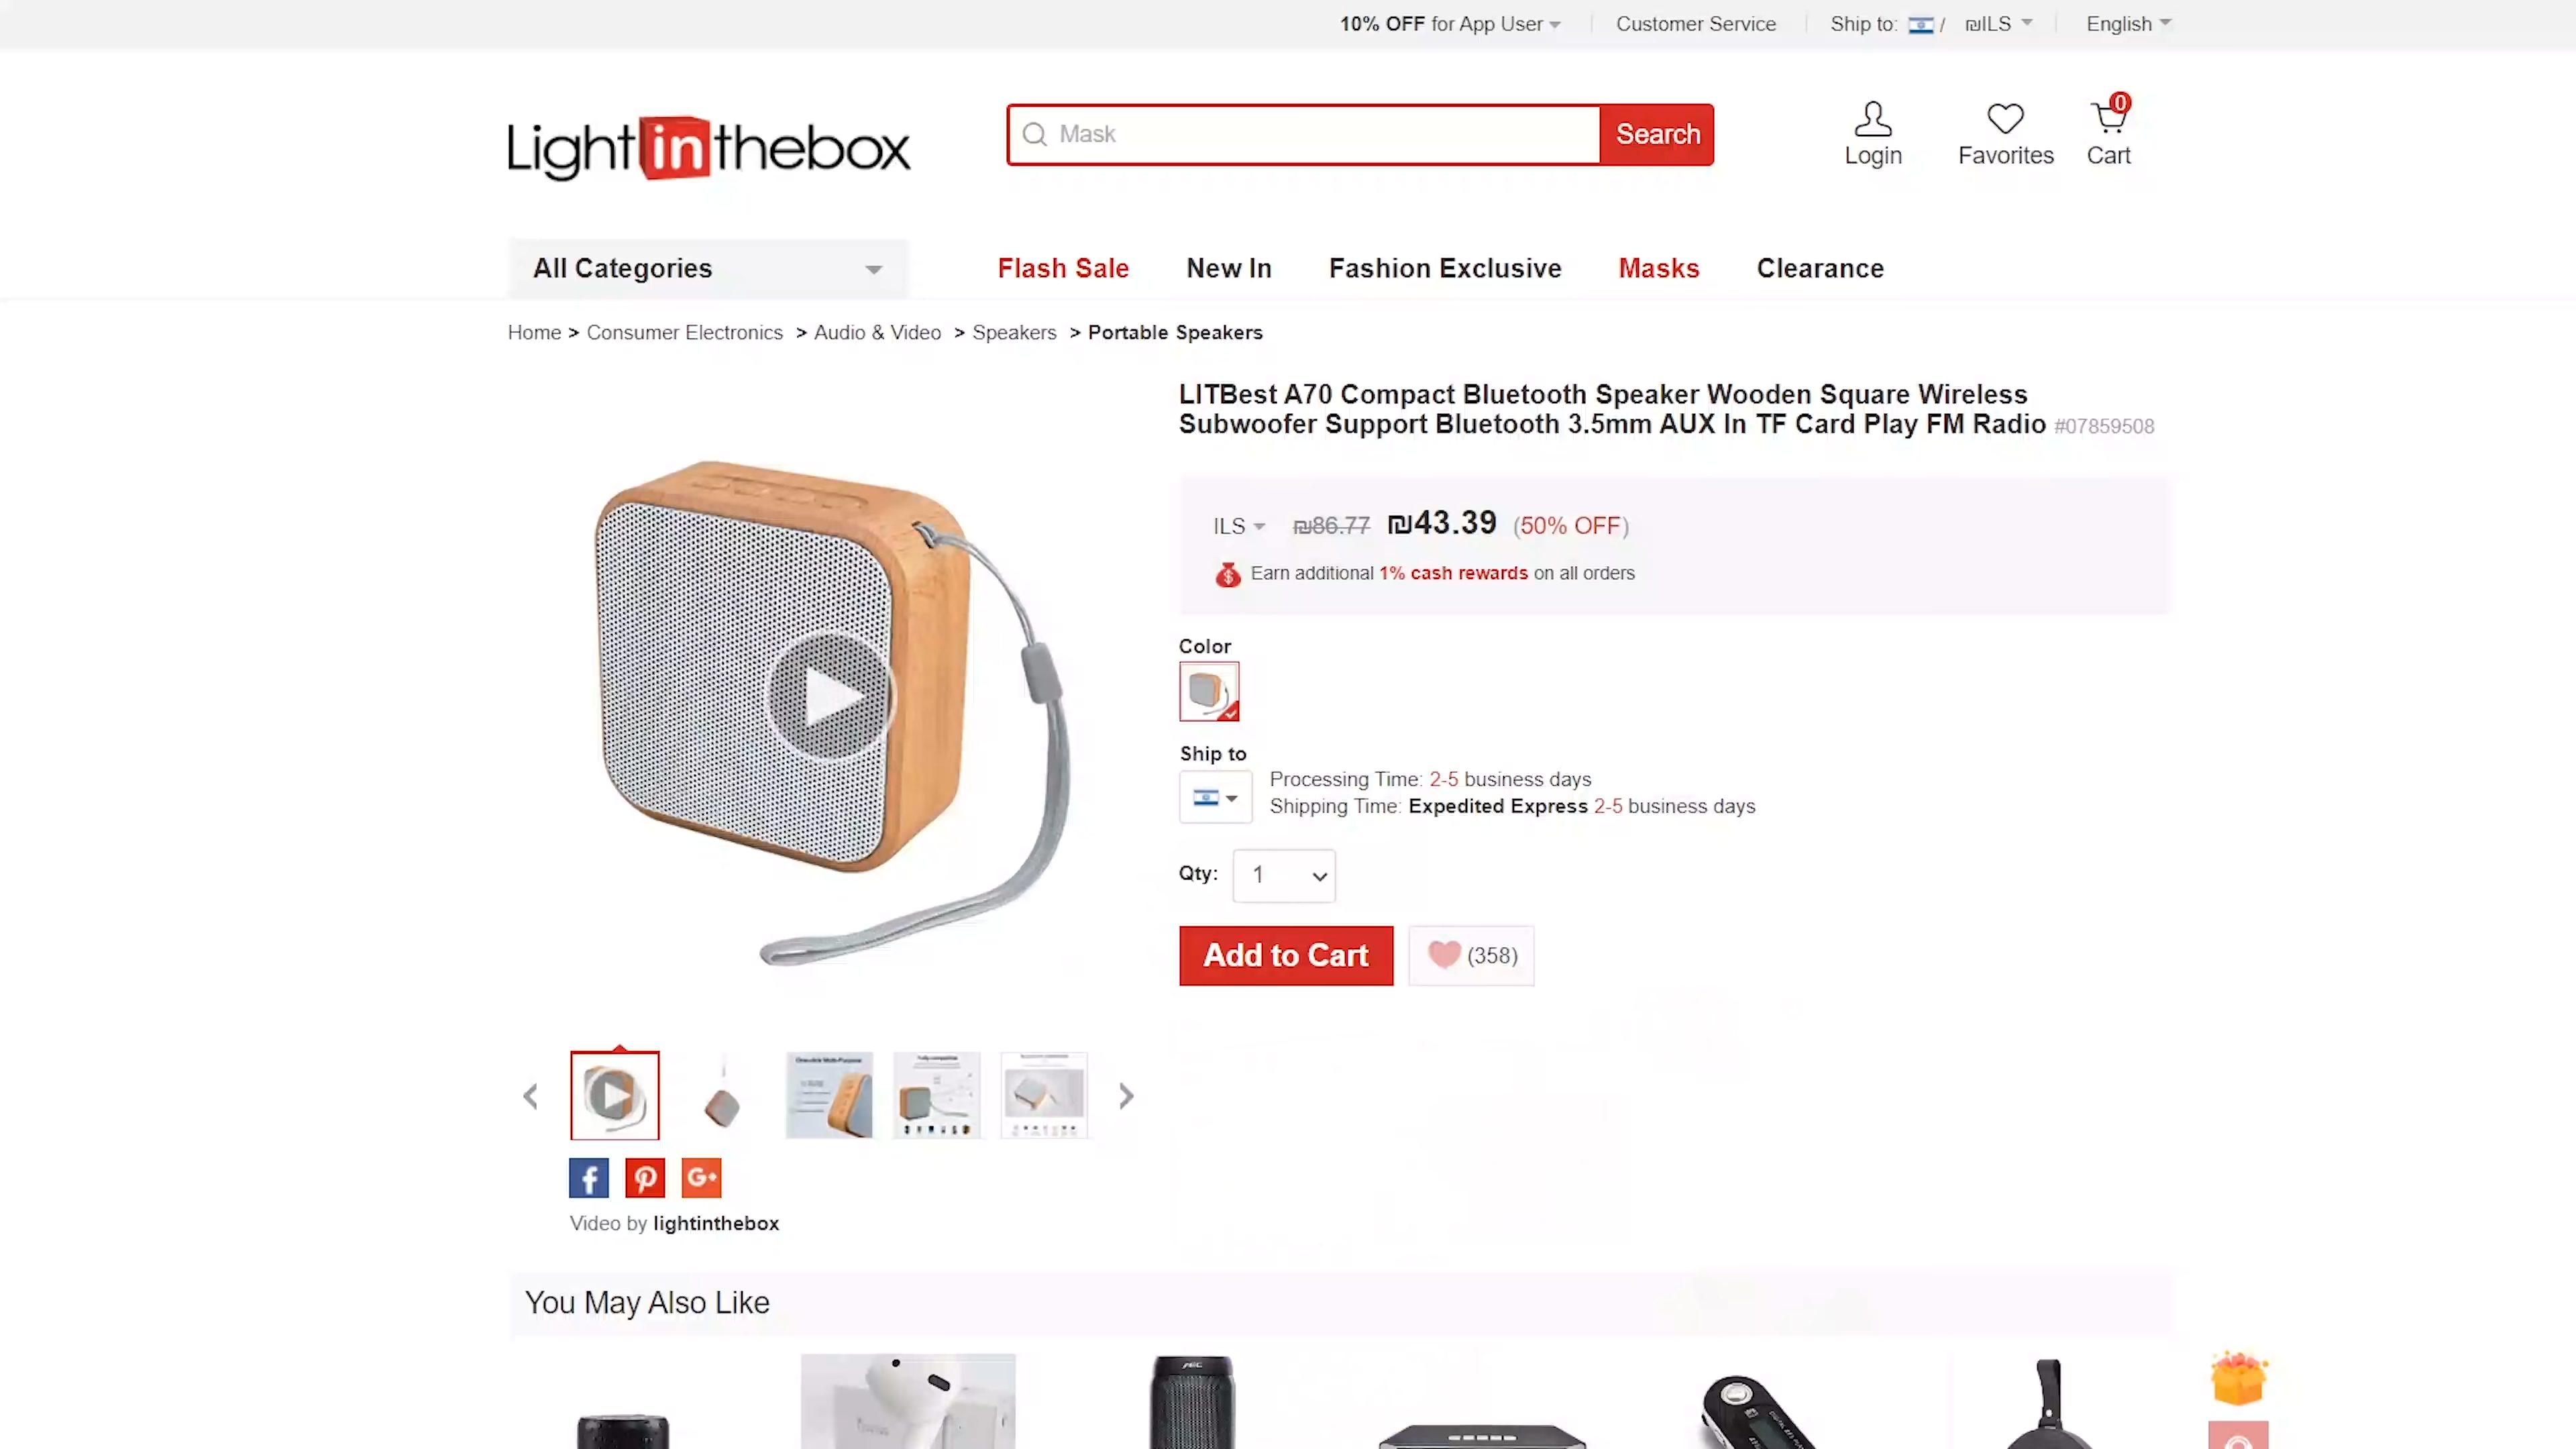 10% OFF for App User
Customer Service
Ship to: / ₪ILS
English
Lightinthebox
Mask
Search
Login
Favorites
0
Cart
All Categories
Flash Sale
New In
Fashion Exclusive
Masks
Clearance
Home > Consumer Electronics > Audio & Video > Speakers > Portable Speakers
LITBest A70 Compact Bluetooth Speaker Wooden Square Wireless
Subwoofer Support Bluetooth 3.5mm AUX In TF Card Play FM Radio #07859508
ILS ₪86.77 ₪43.39 (50% OFF)
Earn additional 1% cash rewards on all orders
Color
Ship to
Processing Time: 2-5 business days
Shipping Time: Expedited Express 2-5 business days
Qty: 1
Add to Cart
(358)
Video by lightinthebox
You May Also Like